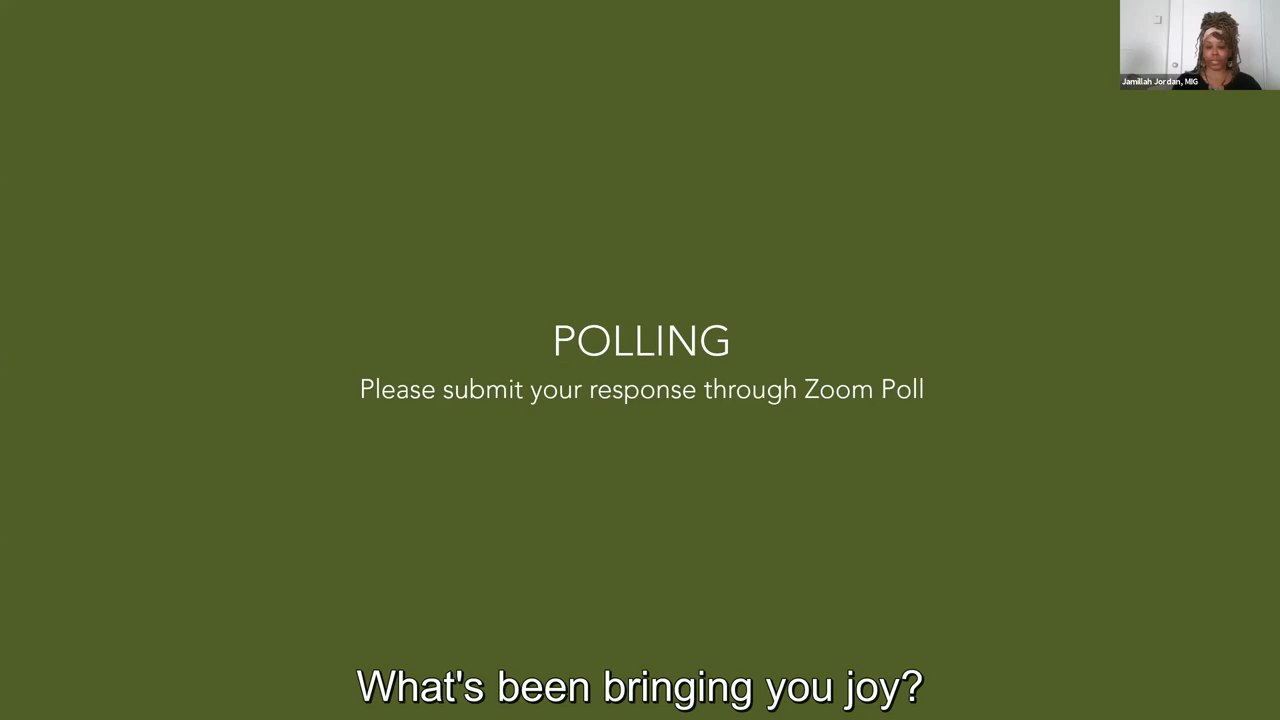 Jamillah Jordan, MIG
POLLING
Please submit your response through Zoom Poll
What's been bringing you joy?